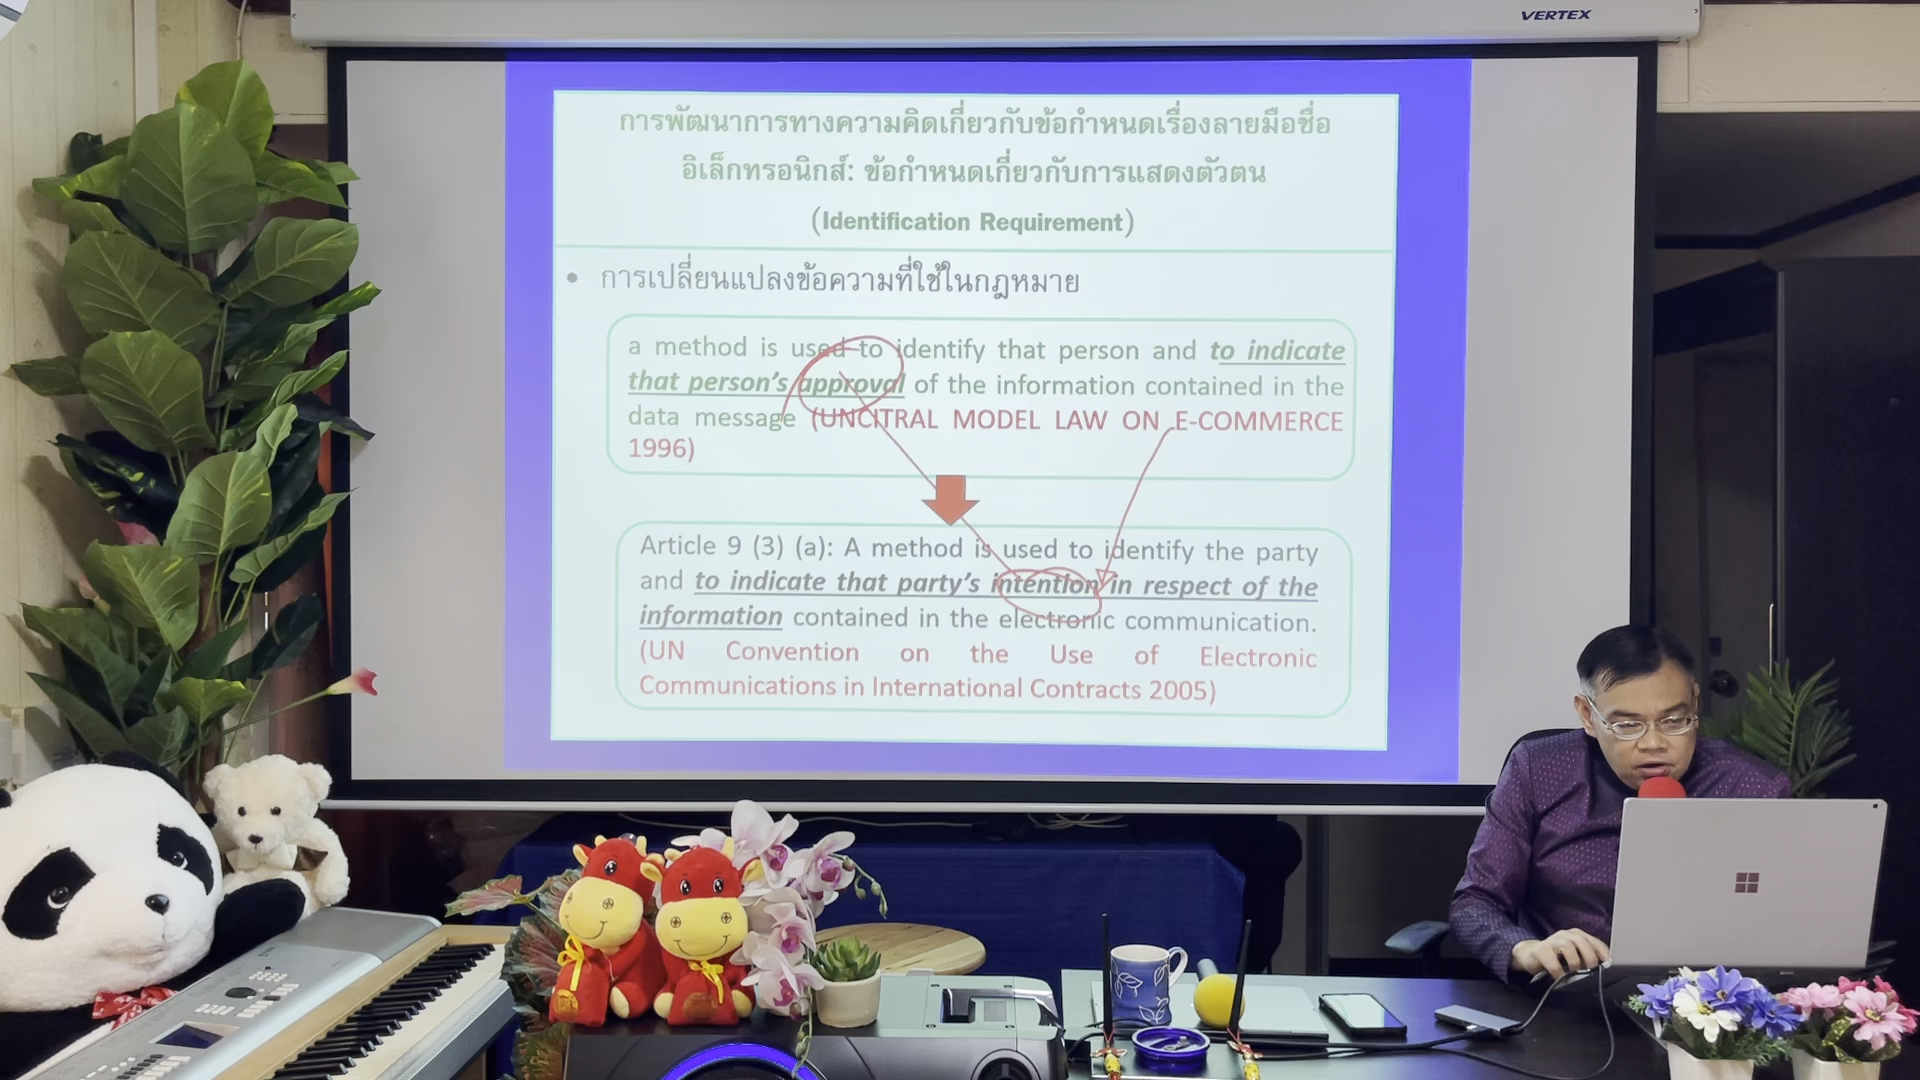 VERTEX
การพัฒนาการทางความคิดเกี่ยวกับข้อกำหนดเรื่องลายมือชื่อ
อิเล็กทรอนิกส์: ข้อกำหนดเกี่ยวกับการแสดงตัวตน
(Identification Requirement)
• การเปลี่ยนแปลงข้อความที่ใช้ในกฎหมาย
a method is used to identify that person and to indicate
that person's approval of the information contained in the
data message (UNCITRAL MODEL LAW ON E-COMMERCE
1996)
Article 9 (3) (a): A method is used to identify the party
and to indicate that party's intention in respect of the
information contained in the electronic communication.
(UN Convention on the Use of Electronic
Communications in International Contracts 2005)